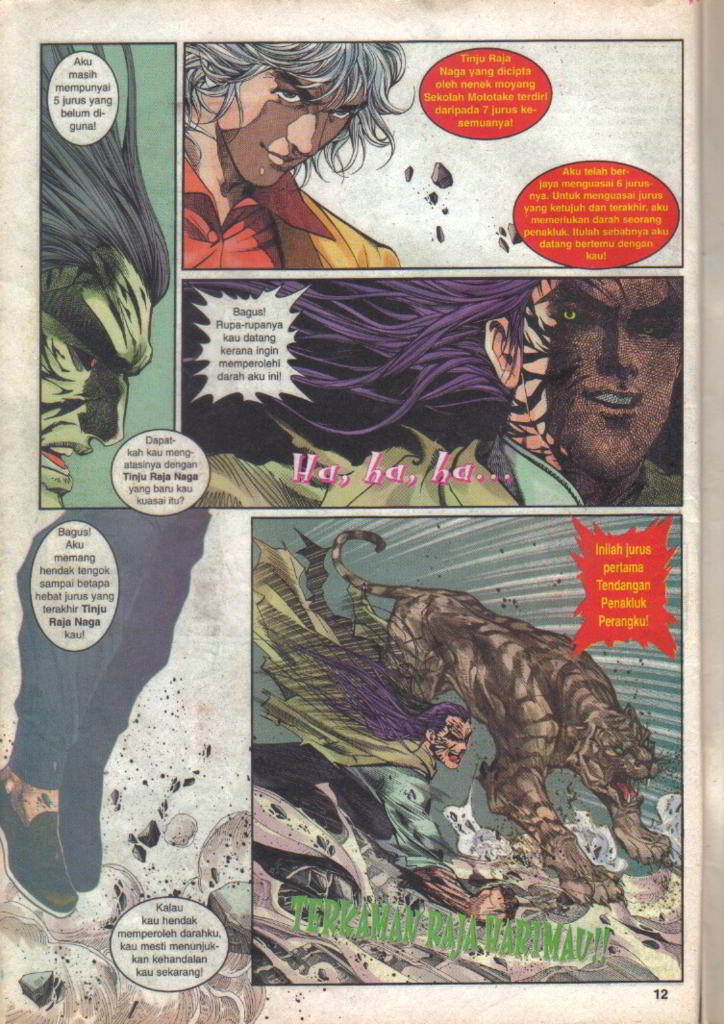 Aku
masih
mempunyai
5 jurus yang
belum di-
guna!
Tinju Raja
Naga yang dicipta
oleh nenek moyang
Sekolah Mototake terdiri
daripada 7 jurus ke-
semuanya!
Aku telah ber-
jaya menguasai 6 jurus-
nya. Untuk menguasai jurus
yang ketujuh dan terakhir, aku
memerlukan darah seorang
penakluk. Itulah sebabnya aku
datang bertemu dengan
kau!
Bagus!
Rupa-rupanya
kau datang
kerana ingin
memperolehi
darah aku ini!
Ha, ha, ha...
Dapat-
kah kau meng-
atasinya dengan
Tinju Raja Naga
yang baru kau
kuasai itu?
Bagus!
Aku
memang
hendak tengok
sampai betapa
hebat jurus yang
terakhir Tinju
Raja Naga
kau!
Inilah jurus
pertama
Tendangan
Penakluk
Perangku!
Kalau
kau hendak
memperoleh darahku,
kau mesti menunjuk-
kan kehandalan
kau sekarang!
TERKAMAN RAJA HARIMAU!!
12